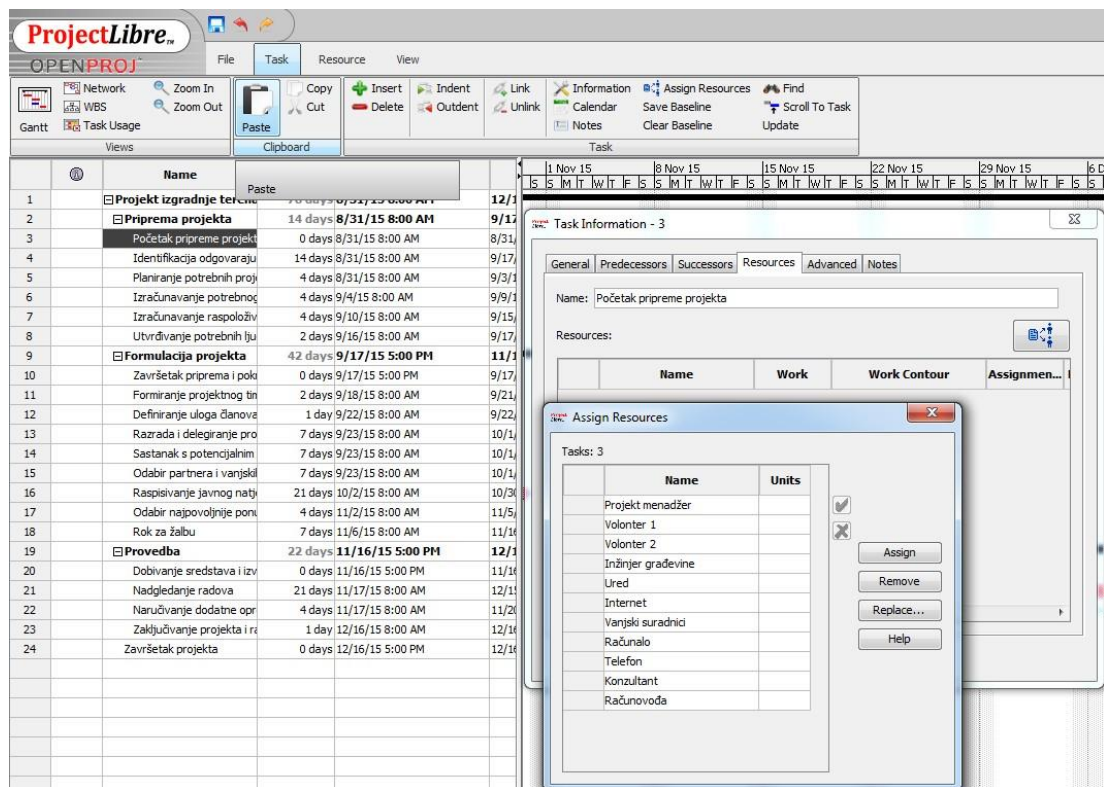 ProjectLibre™
OPENPROJ
File Task Resource View
Network Zoom In
WBS Zoom Out
Gantt Task Usage
Views
Paste Copy
Cut
Clipboard
Insert Indent Link Information Assign Resources Find
Delete Outdent Unlink Calendar Save Baseline Scroll To Task
Notes Clear Baseline Update
Task
Name
Paste
1 Projekt izgradnje 12/1
2 Priprema projekta 14 days 8/31/15 8:00 AM 9/17
3 Početak pripreme projekt 0 days 8/31/15 8:00 AM 8/31/
4 Identifikacija odgovaraju 14 days 8/31/15 8:00 AM 9/17/
5 Planiranje potrebnih proj 4 days 8/31/15 8:00 AM 9/3/1
6 Izračunavanje potrebnog 4 days 9/4/15 8:00 AM 9/9/1
7 Izračunavanje raspoloživ 4 days 9/10/15 8:00 AM 9/15/
8 Utvrđivanje potrebnih lju 2 days 9/16/15 8:00 AM 9/17/
9 Formulacija projekta 42 days 9/17/15 5:00 PM 11/1
10 Završetak priprema i pok 0 days 9/17/15 5:00 PM 9/17/
11 Formiranje projektnog tim 2 days 9/18/15 8:00 AM 9/21/
12 Definiranje uloga članova 1 day 9/22/15 8:00 AM 9/22/
13 Razrada i delegiranje pro 7 days 9/23/15 8:00 AM 10/1/
14 Sastanak s potencijalnim 7 days 9/23/15 8:00 AM 10/1/
15 Odabir partnera i vanjski 7 days 9/23/15 8:00 AM 10/1/
16 Raspisivanje javnog natje 21 days 10/2/15 8:00 AM 10/30
17 Odabir najpovoljnije ponu 4 days 11/2/15 8:00 AM 11/5/
18 Rok za žalbu 7 days 11/6/15 8:00 AM 11/16
19 Provedba 22 days 11/16/15 5:00 PM 12/1
20 Dobivanje sredstava i izv 0 days 11/16/15 5:00 PM 11/16
21 Nadgledanje radova 21 days 11/17/15 8:00 AM 12/15
22 Naručivanje dodatne opr 4 days 11/17/15 8:00 AM 11/20
23 Zaključivanje projekta i ra 1 day 12/16/15 8:00 AM 12/16
24 Završetak projekta 0 days 12/16/15 5:00 PM 12/16
1 Nov 15 8 Nov 15 15 Nov 15 22 Nov 15 29 Nov 15 6 D
S S M T W T F S S M T W T F S S M T W T F S S M T W T F S S M T W T F S S
Task Information - 3
General Predecessors Successors Resources Advanced Notes
Name: Početak pripreme projekta
Resources:
Name Work Work Contour Assignmen...
Assign Resources
Tasks: 3
Name Units
Projekt menadžer
Volonter 1
Volonter 2
Inžinjer građevine
Ured
Internet
Vanjski suradnici
Računalo
Telefon
Konzultant
Računovođa
Assign
Remove
Replace...
Help